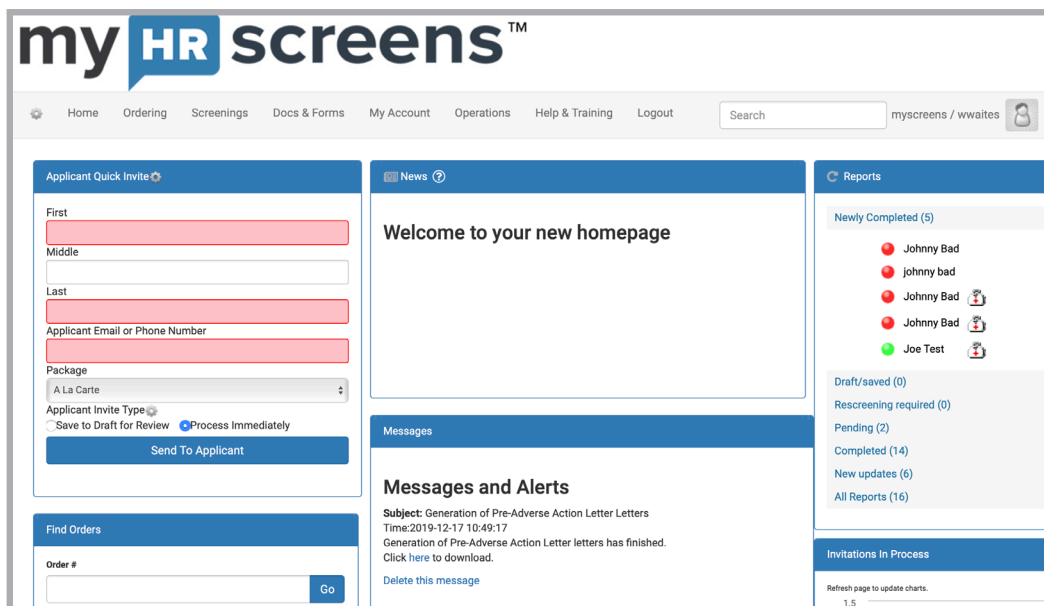 my HR screens™
Home Ordering Screenings Docs & Forms My Account Operations Help & Training Logout Search myscreens / wwaites
Applicant Quick Invite
First
Middle
Last
Applicant Email or Phone Number
Package
A La Carte
Applicant Invite Type
Save to Draft for Review Process Immediately
Send To Applicant
Find Orders
Order #
Go
News ?
Welcome to your new homepage
Messages
Messages and Alerts
Subject: Generation of Pre-Adverse Action Letter Letters
Time:2019-12-17 10:49:17
Generation of Pre-Adverse Action Letter letters has finished.
Click here to download.
Delete this message
Reports
Newly Completed (5)
Johnny Bad
johnny bad
Johnny Bad
Johnny Bad
Joe Test
Draft/saved (0)
Rescreening required (0)
Pending (2)
Completed (14)
New updates (6)
All Reports (16)
Invitations In Process
Refresh page to update charts.
1.5